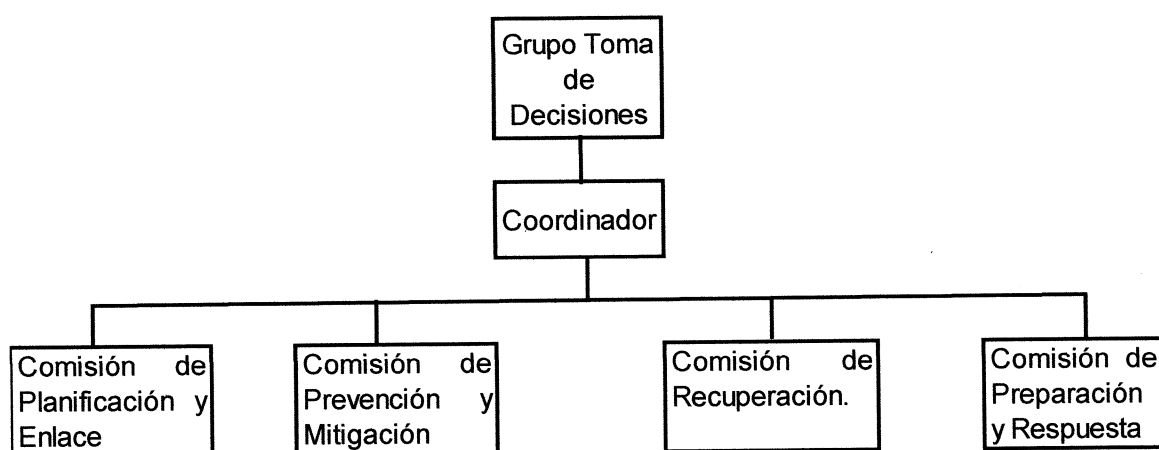 Grupo Toma
de
Decisiones
Coordinador
Comisión de
Planificación y
Enlace
Comisión de
Prevención y
Mitigación
Comisión de
Recuperación.
Comisión de
Preparación
y Respuesta